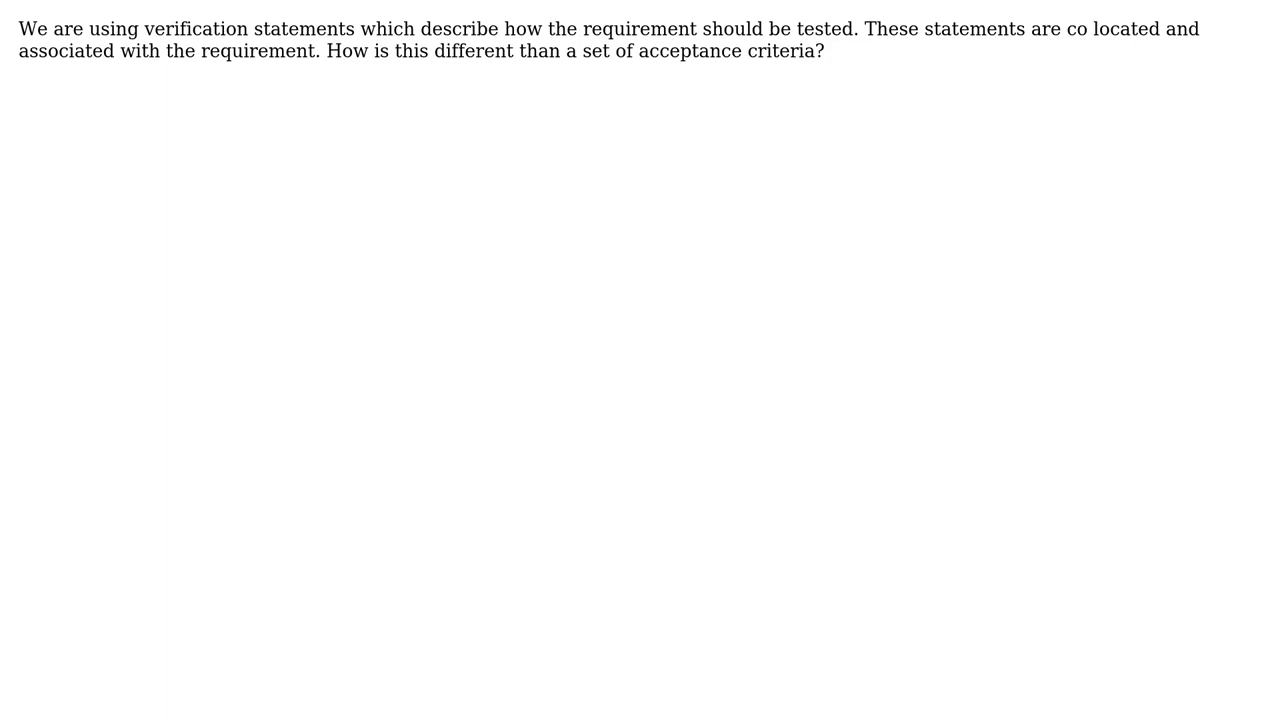 We are using verification statements which describe how the requirement should be tested. These statements are co located and
associated with the requirement. How is this different than a set of acceptance criteria?